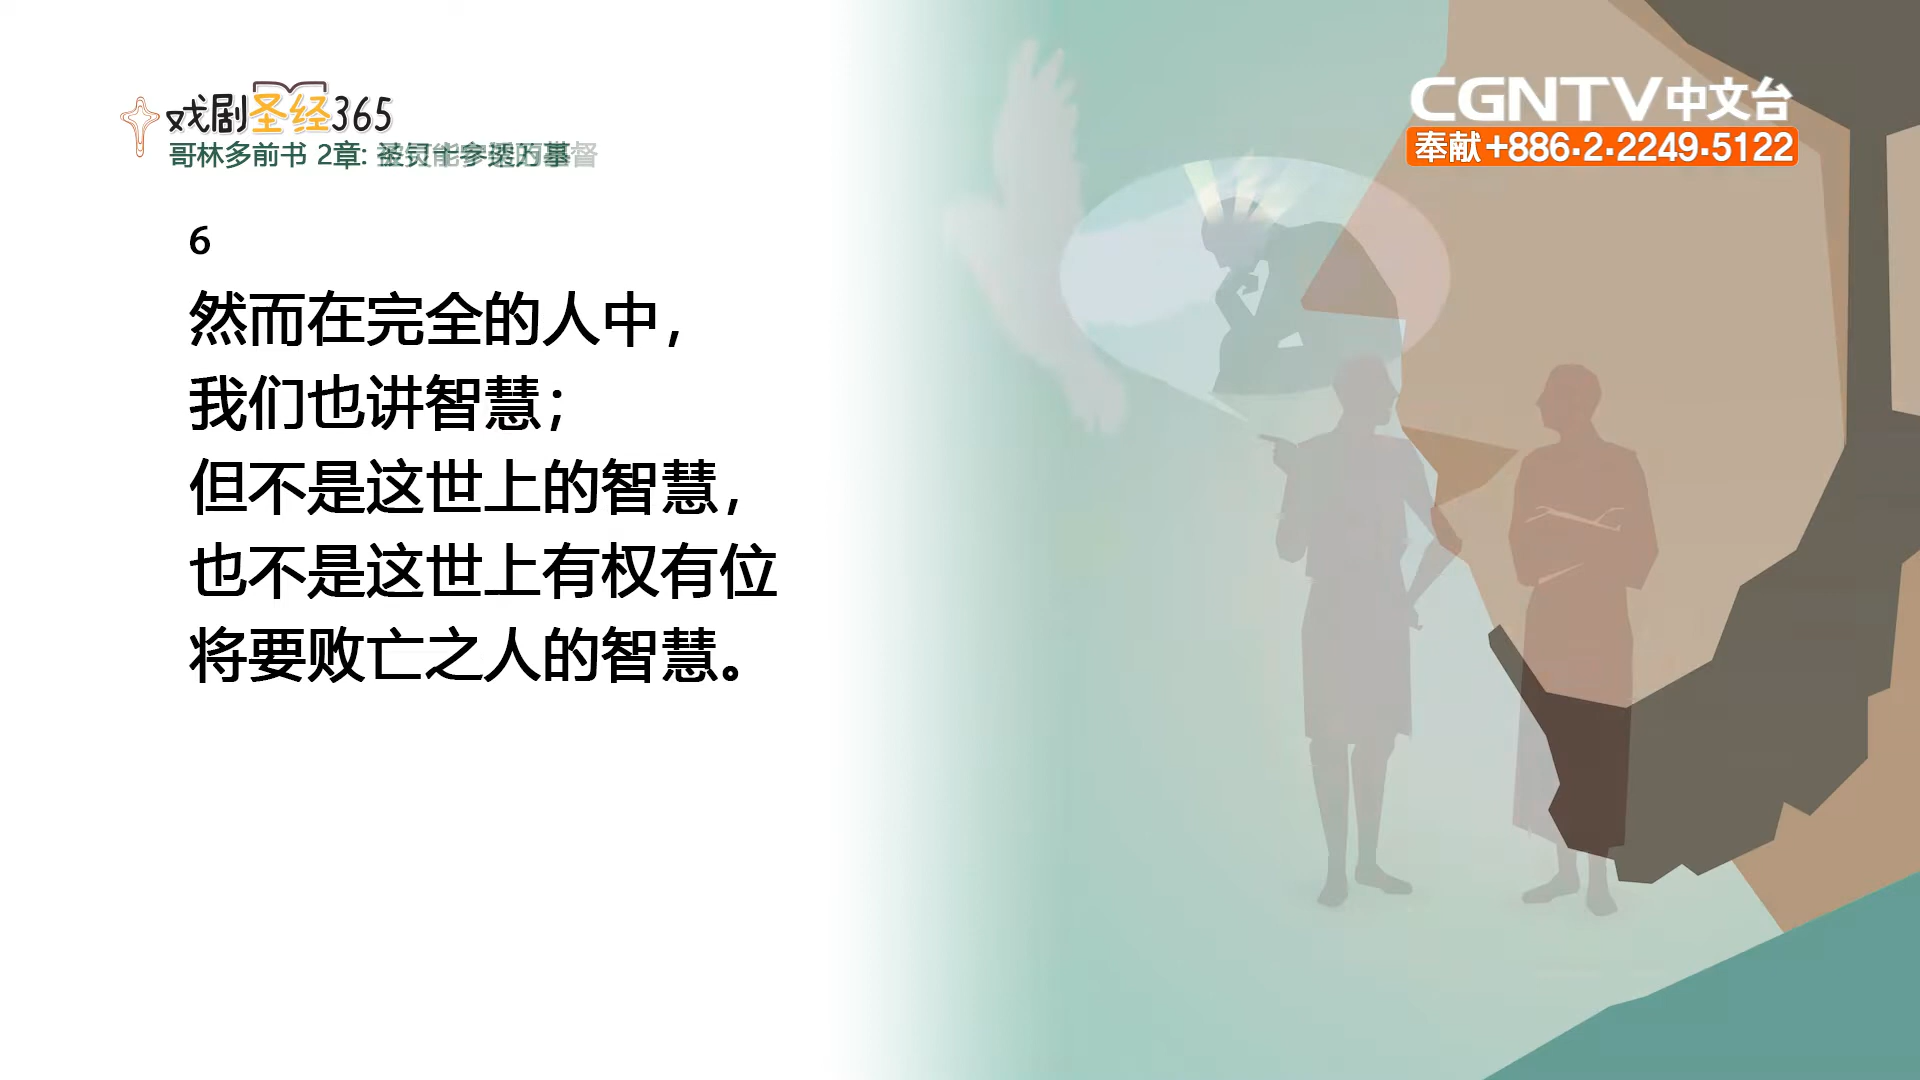 戏剧圣经365
哥林多前书 2章:
CGNTV中文台
奉献+886·2·2249·5122
6
然而在完全的人中，
我们也讲智慧；
但不是这世上的智慧，
也不是这世上有权有位
将要败亡之人的智慧。